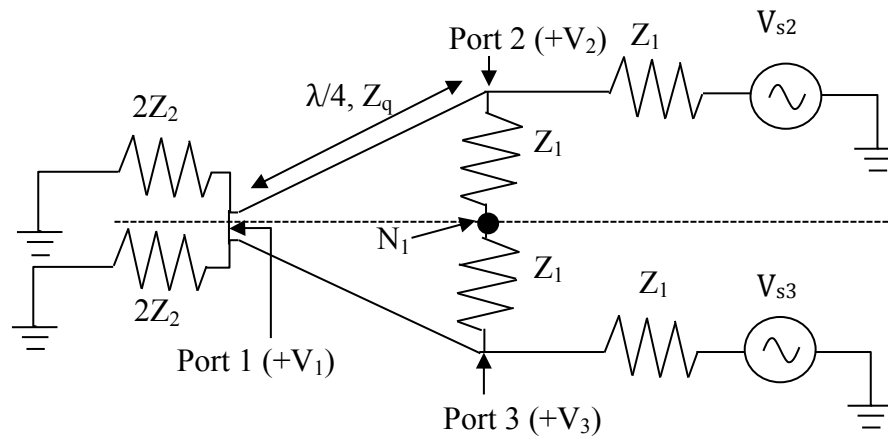 Port 2 (+V₂)
Z₁
Vs2
λ/4, Zq
2Z₂
Z₁
N₁
2Z₂
Z₁
Z₁
Vs3
Port 1 (+V₁)
Port 3 (+V₃)